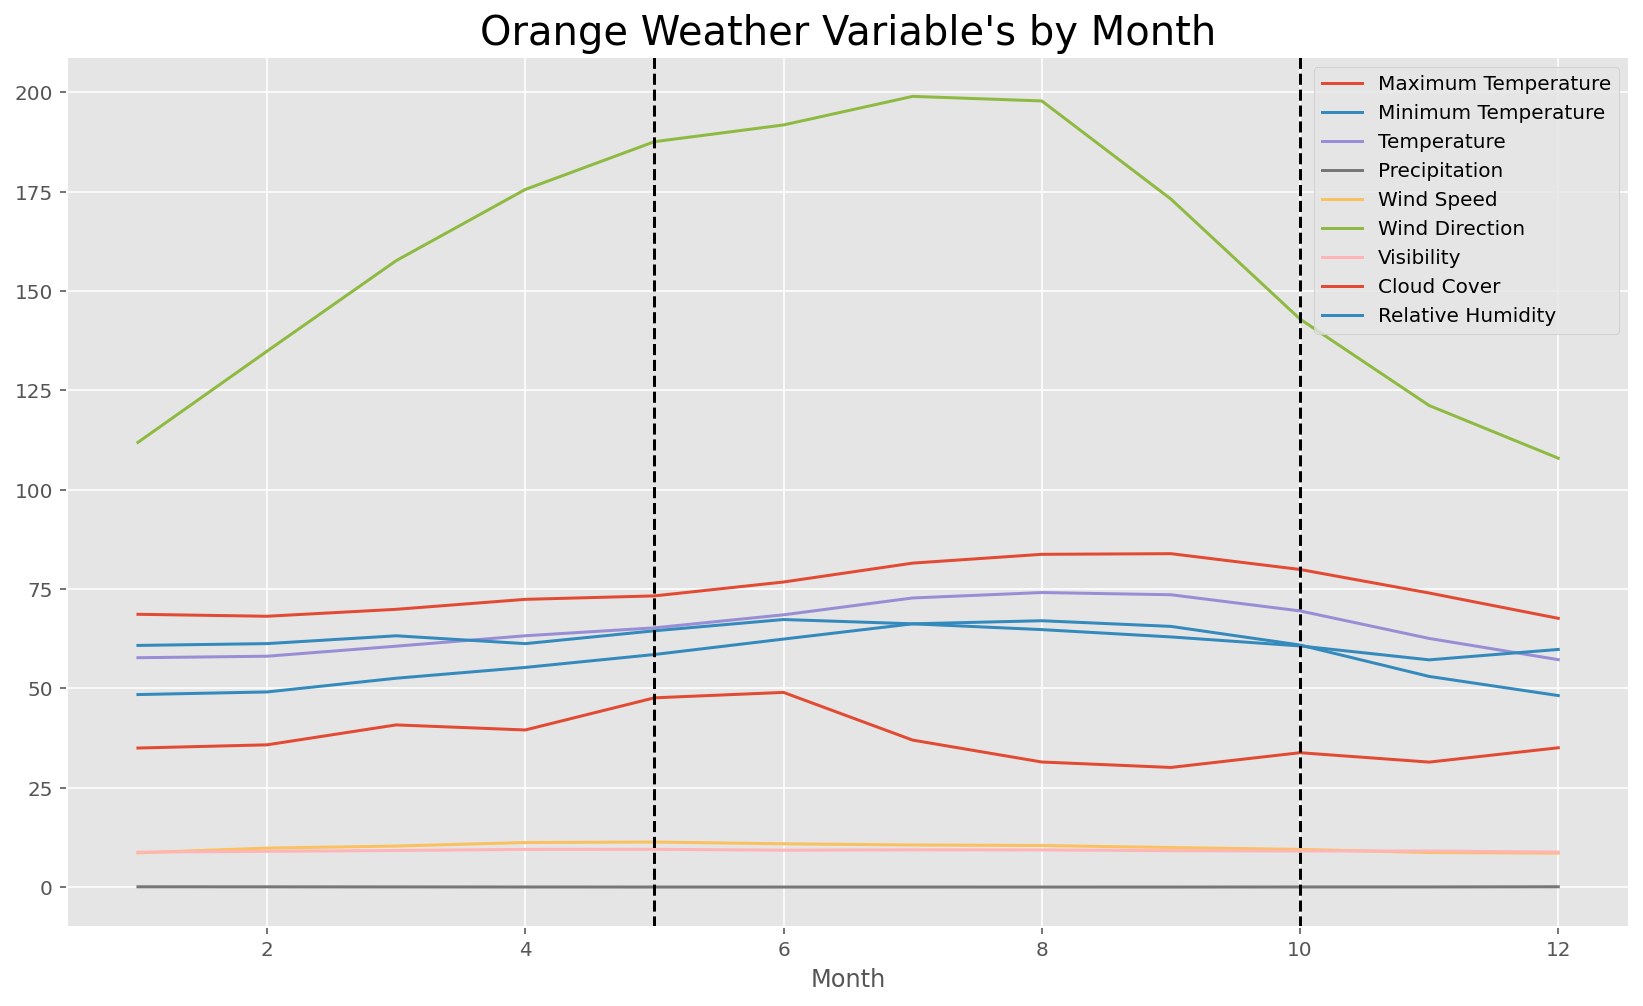 Orange Weather Variable's by Month
200
175
150
125
100
75
50
25
0
Maximum Temperature
Minimum Temperature
Temperature
Precipitation
Wind Speed
Wind Direction
Visibility
Cloud Cover
Relative Humidity
2 4 6 8 10 12
Month